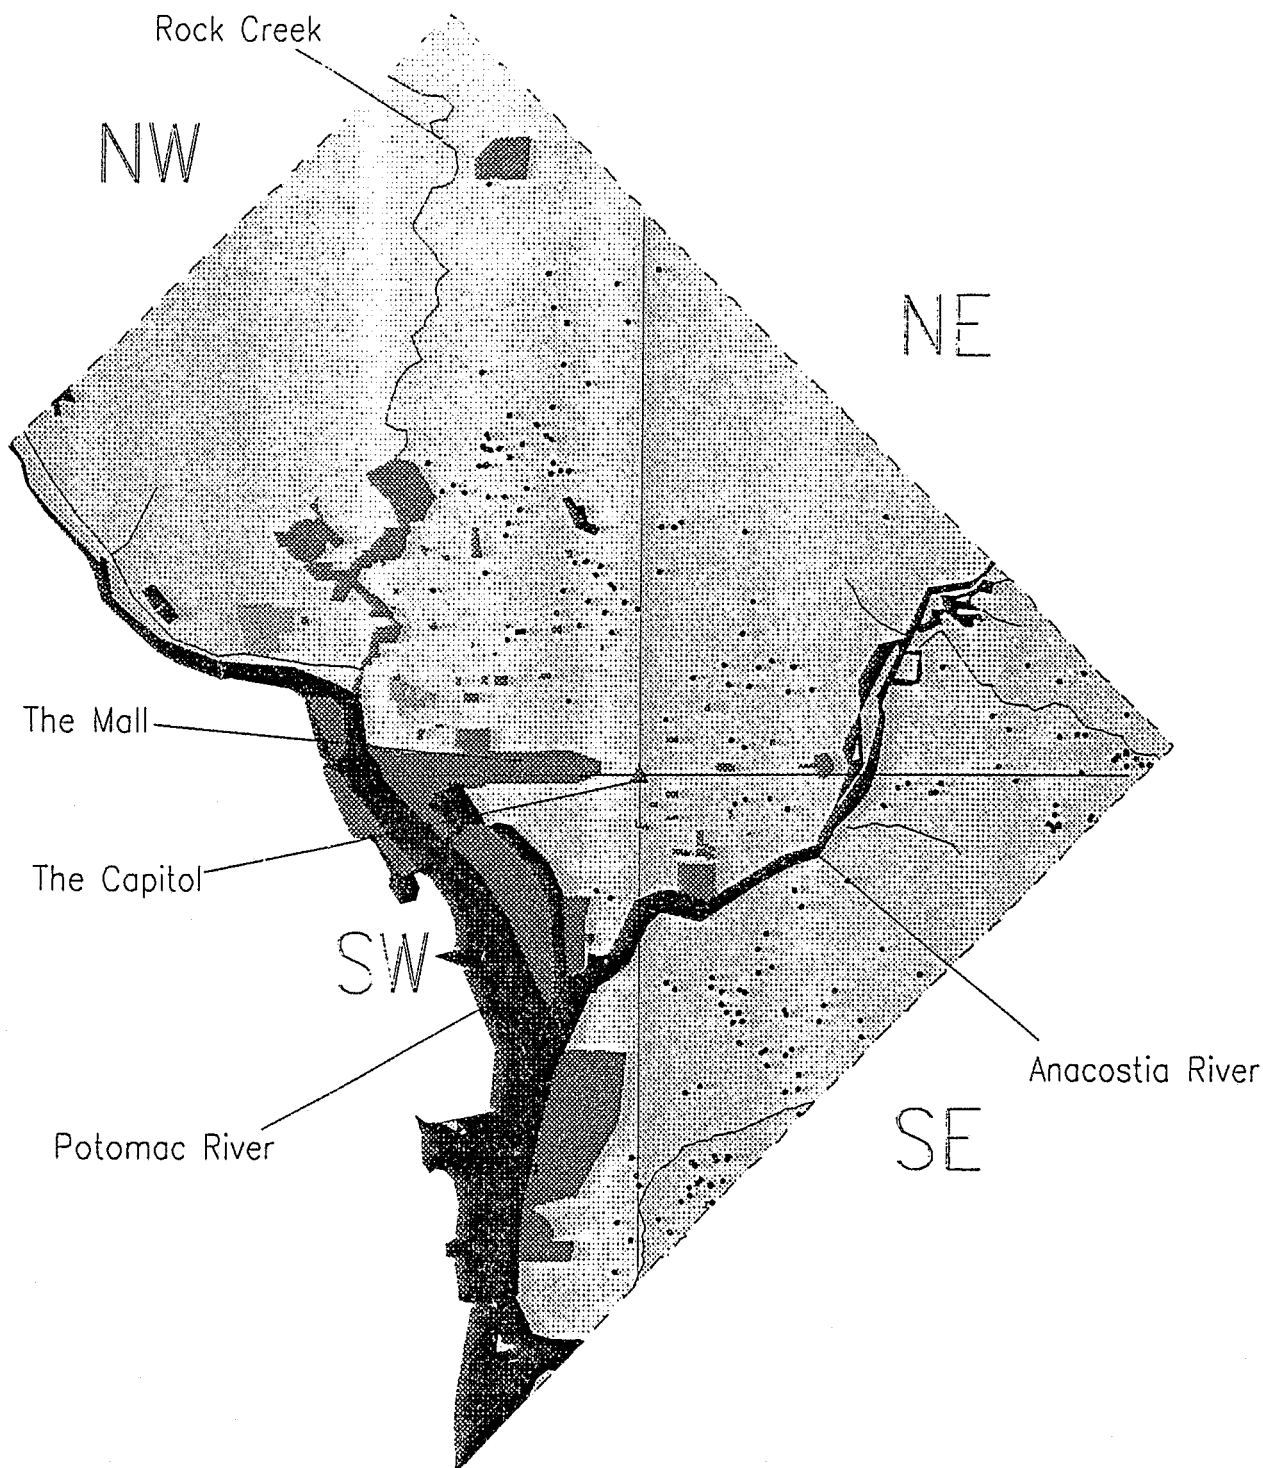 Rock Creek
NW
NE
The Mall
The Capitol
SW
Anacostia River
Potomac River
SE